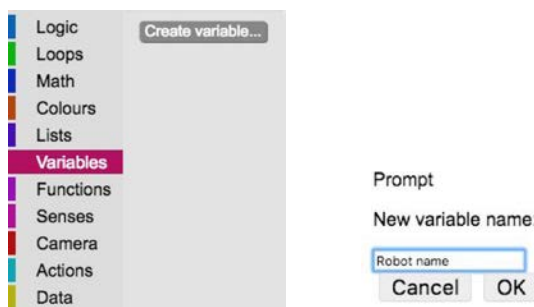 Logic
Loops
Math
Colours
Lists
Variables
Functions
Senses
Camera
Actions
Data
Create variable...
Prompt
New variable name
Robot name
Cancel OK